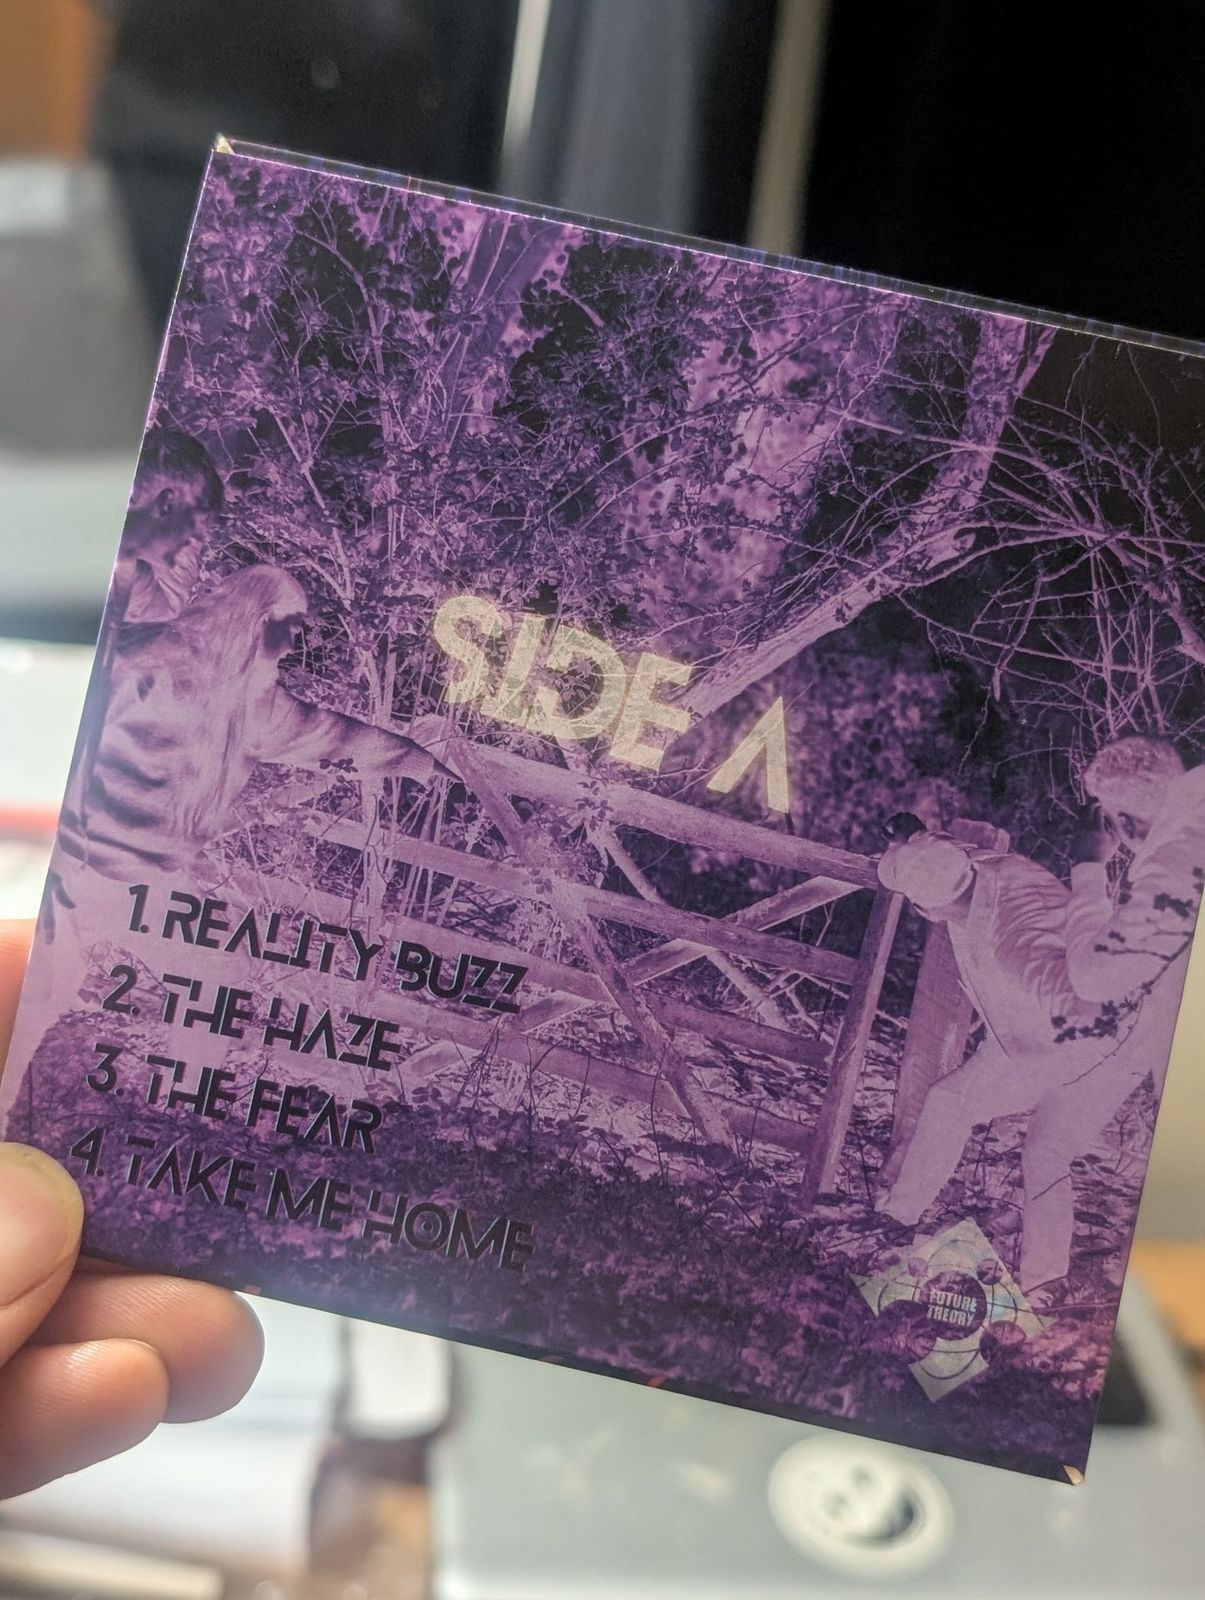 SIDE A
1. REALITY BUZZ
2. THE HAZE
3. THE FEAR
4. TAKE ME HOME
FUTURE
THEORY